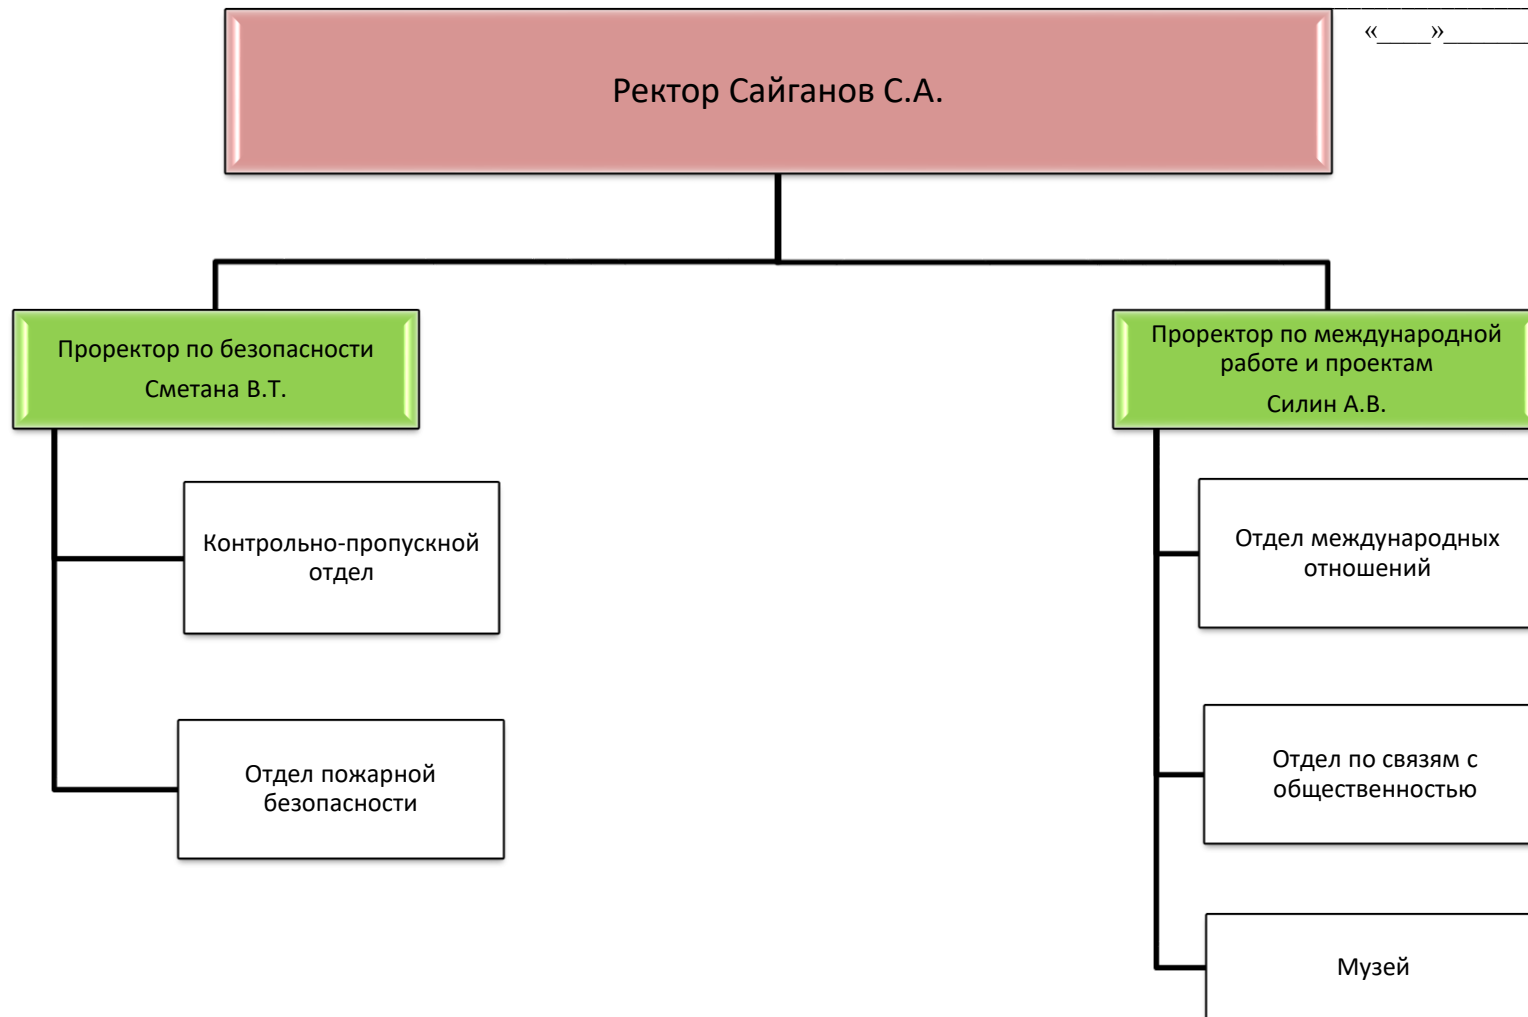 «____»______
Ректор Сайганов С.А.
Проректор по безопасности
Сметана В.Т.
Проректор по международной
работе и проектам
Силин А.В.
Контрольно-пропускной
отдел
Отдел международных
отношений
Отдел пожарной
безопасности
Отдел по связям с
общественностью
Музей